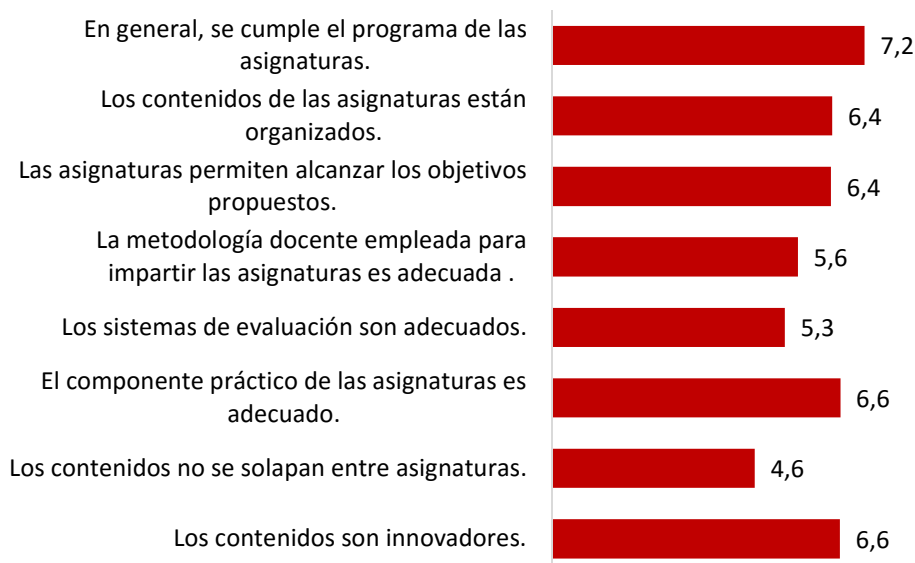 En general, se cumple el programa de las
asignaturas.
7,2
Los contenidos de las asignaturas están
organizados.
6,4
Las asignaturas permiten alcanzar los objetivos
propuestos.
6,4
La metodología docente empleada para
impartir las asignaturas es adecuada .
5,6
Los sistemas de evaluación son adecuados.
5,3
El componente práctico de las asignaturas es
adecuado.
6,6
Los contenidos no se solapan entre asignaturas.
4,6
Los contenidos son innovadores.
6,6